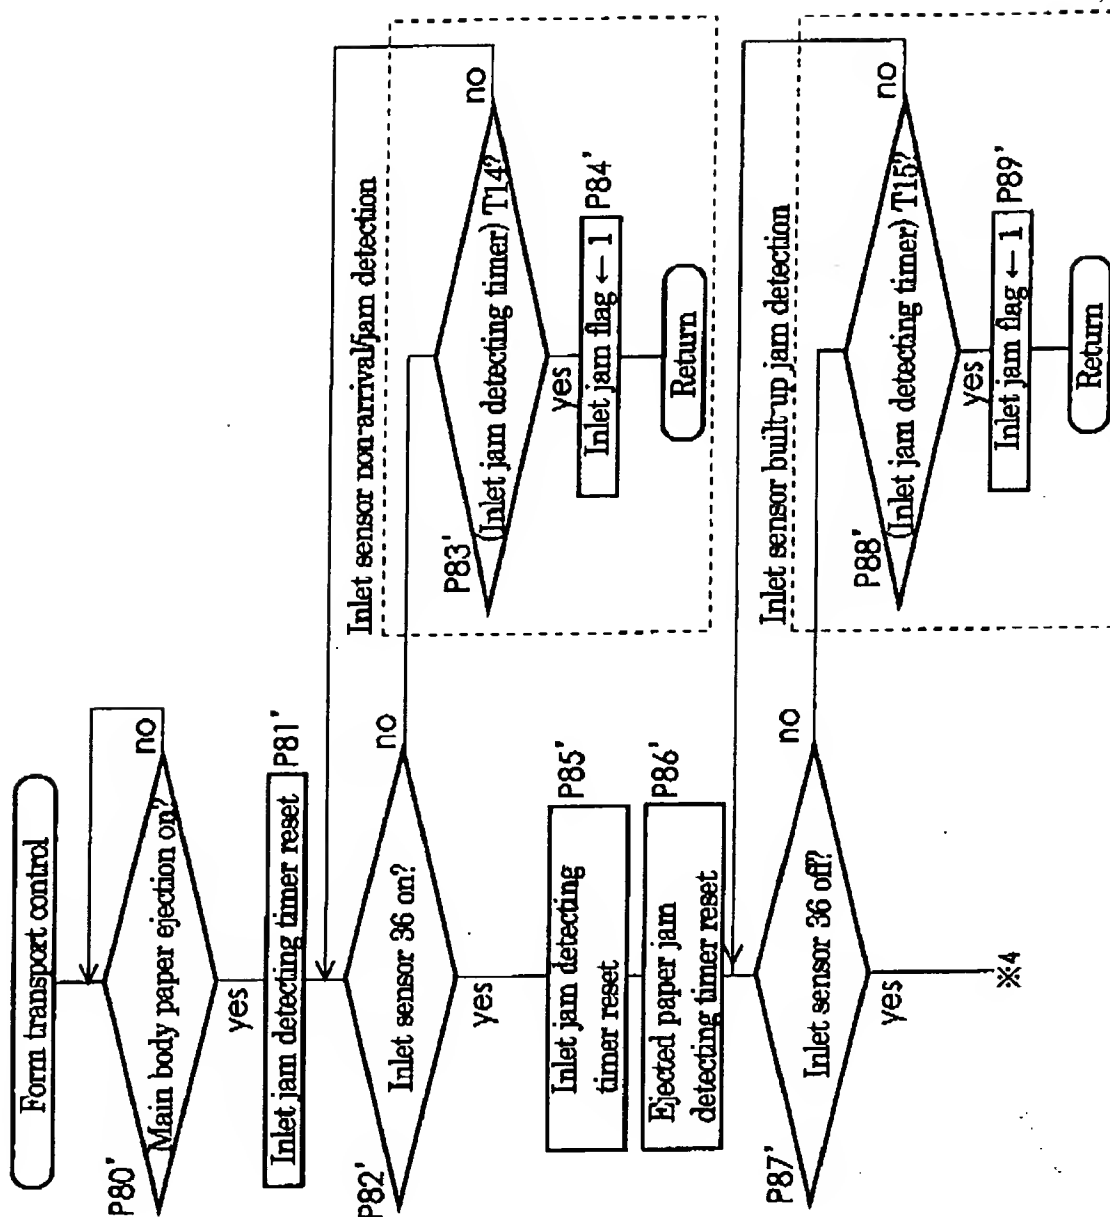 Form transport control
P80'
Main body paper ejection on?
no
yes
Inlet jam detecting timer reset
P81'
P82'
Inlet sensor 36 on?
no
yes
Inlet sensor non-arrival/jam detection
P83'
(Inlet jam detecting timer) T14?
no
yes
Inlet jam flag ← 1
P84'
Return
Inlet jam detecting
timer reset
P85'
Ejected paper jam
detecting timer reset
P86'
P87'
Inlet sensor 36 off?
no
yes
※4
Inlet sensor built-up jam detection
P88'
(Inlet jam detecting timer) T15?
no
yes
Inlet jam flag ← 1
P89'
Return